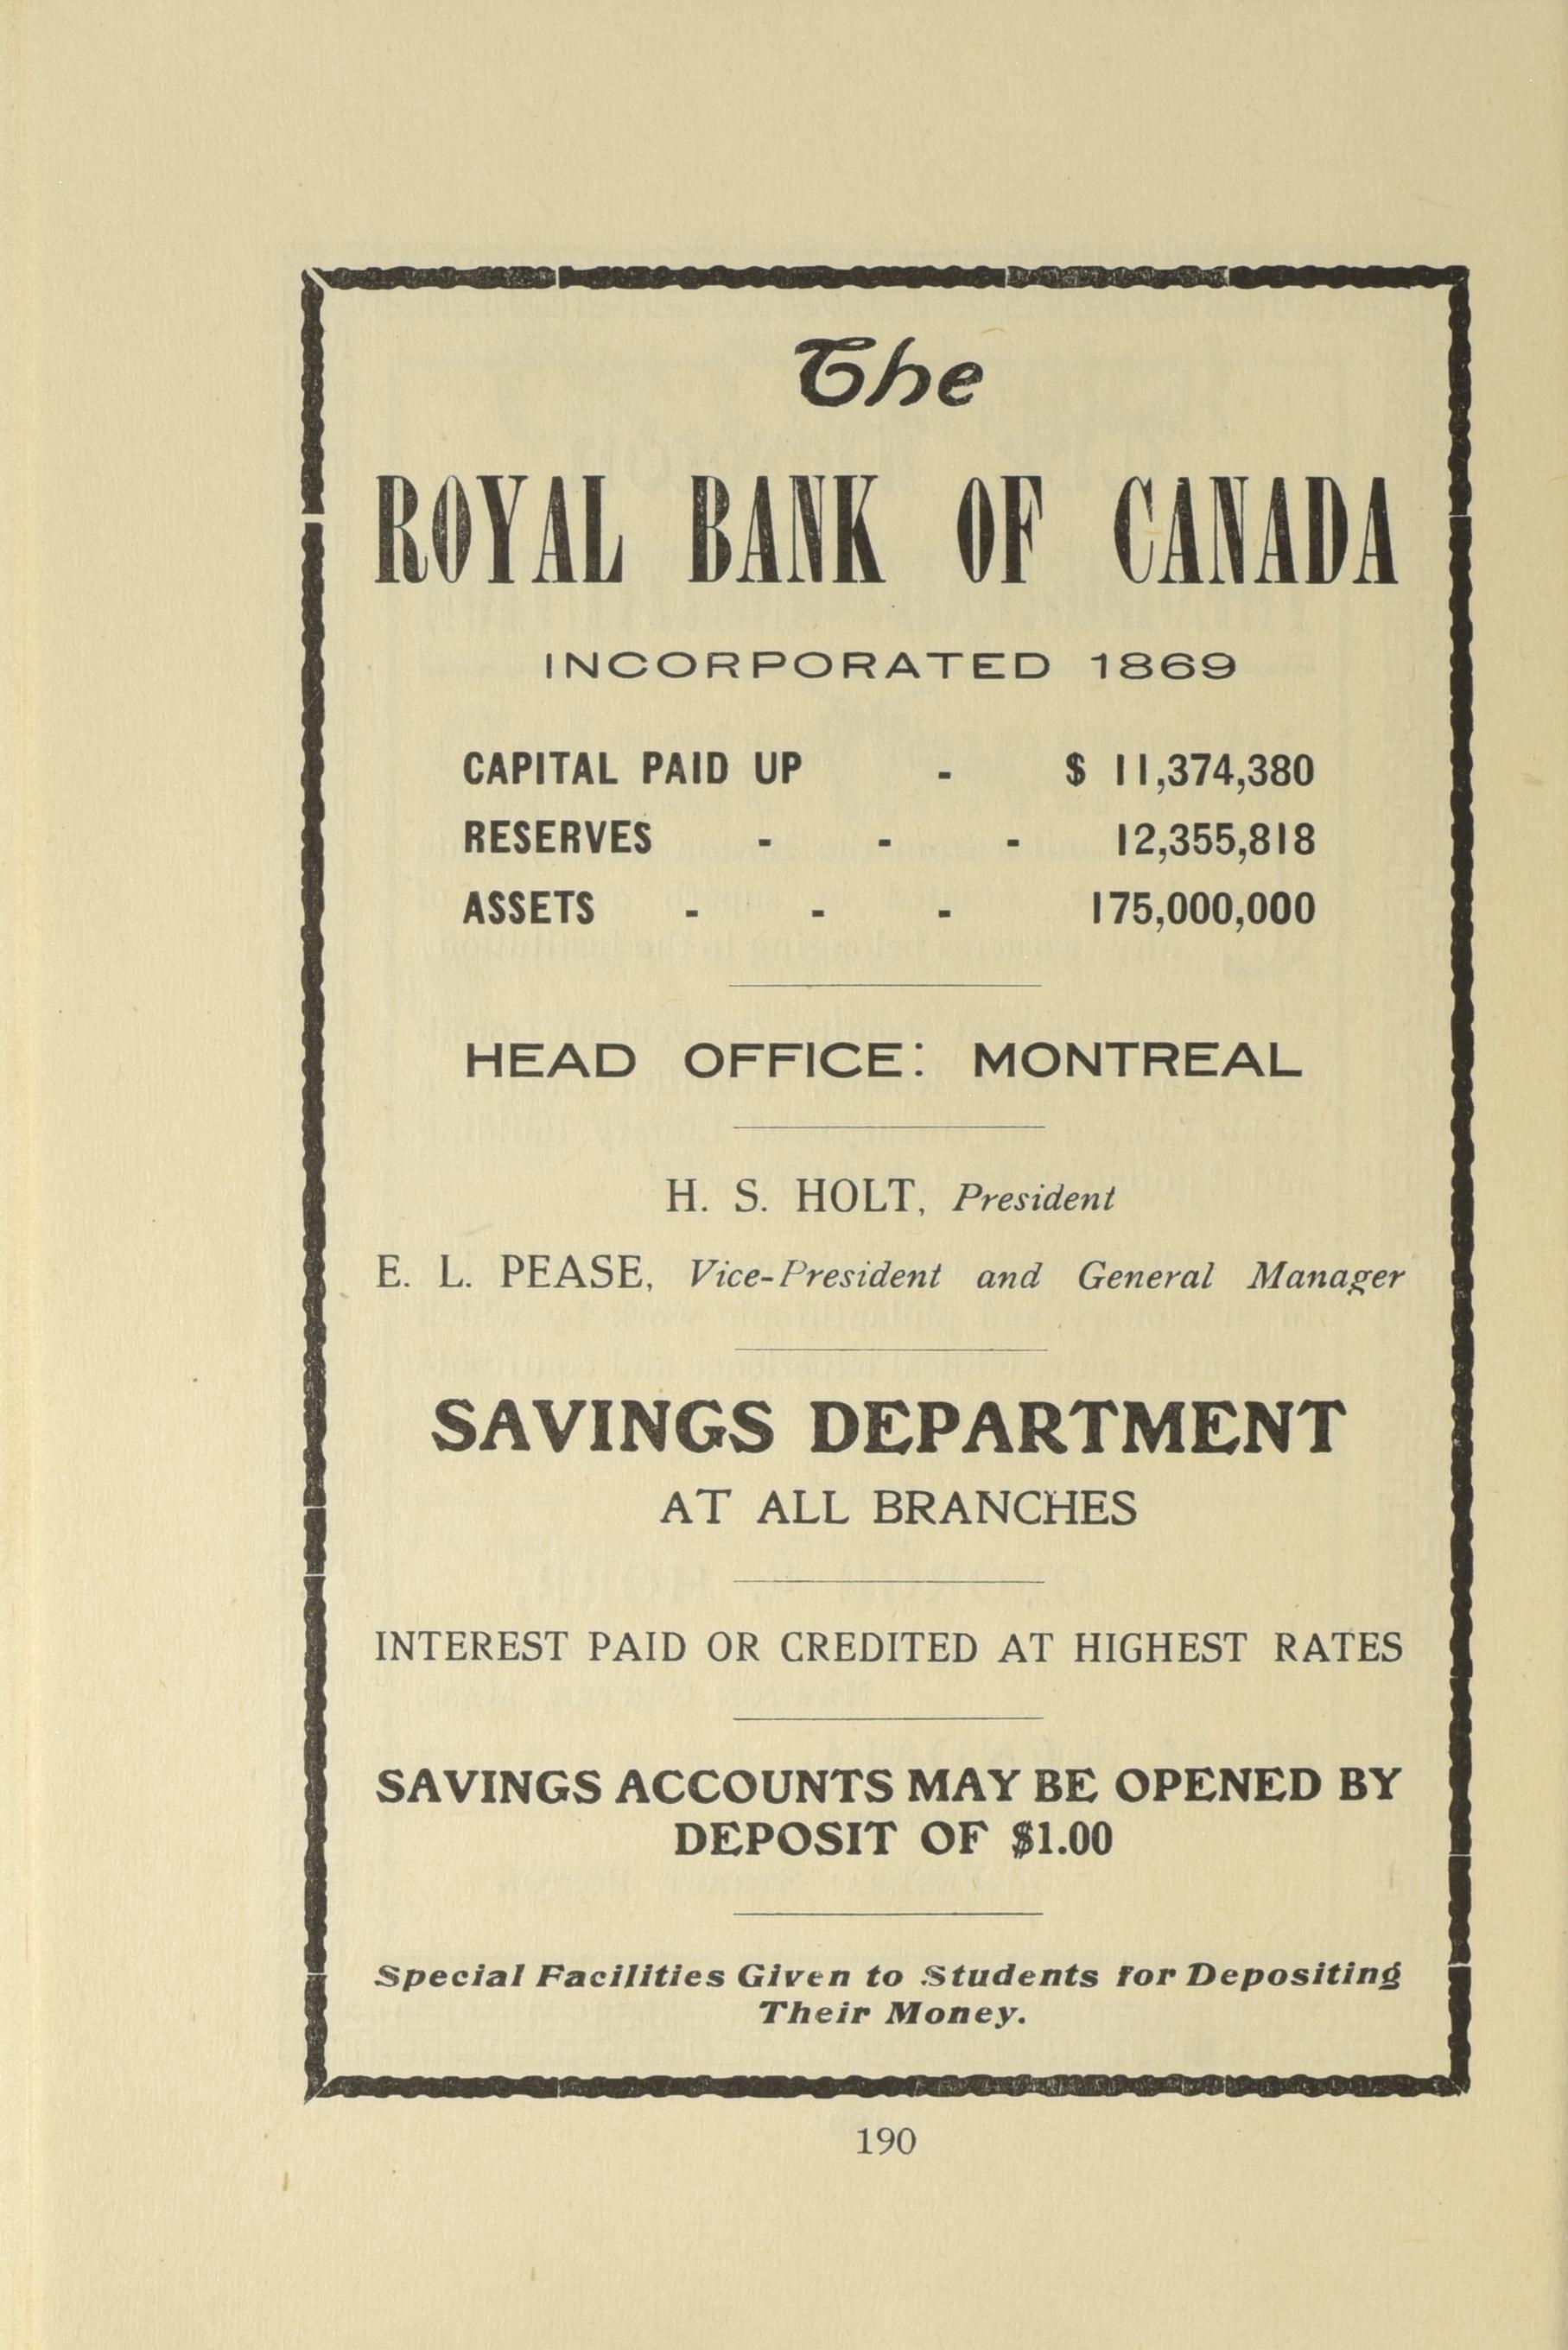 The
ROYAL BANK OF CANADA
INCORPORATED 1869
CAPITAL PAID UP - $ 11,374,380
RESERVES - - - 12,355,818
ASSETS - - - 175,000,000
HEAD OFFICE: MONTREAL
H. S. HOLT, President
E. L. PEASE, Vice-President and General Manager
SAVINGS DEPARTMENT
AT ALL BRANCHES
INTEREST PAID OR CREDITED AT HIGHEST RATES
SAVINGS ACCOUNTS MAY BE OPENED BY
DEPOSIT OF $1.00
Special Facilities Given to Students for Depositing
Their Money.
190